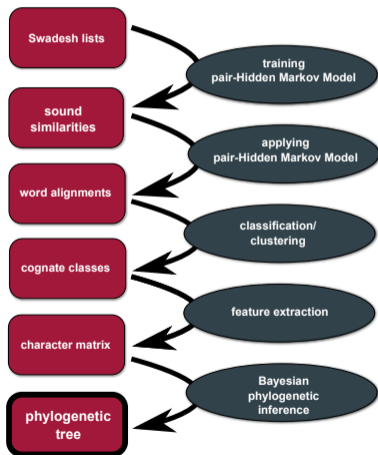 Swadesh lists
training
pair-Hidden Markov Model
sound
similarities
applying
pair-Hidden Markov Model
word alignments
classification/
clustering
cognate classes
feature extraction
character matrix
Bayesian
phylogenetic
inference
phylogenetic
tree